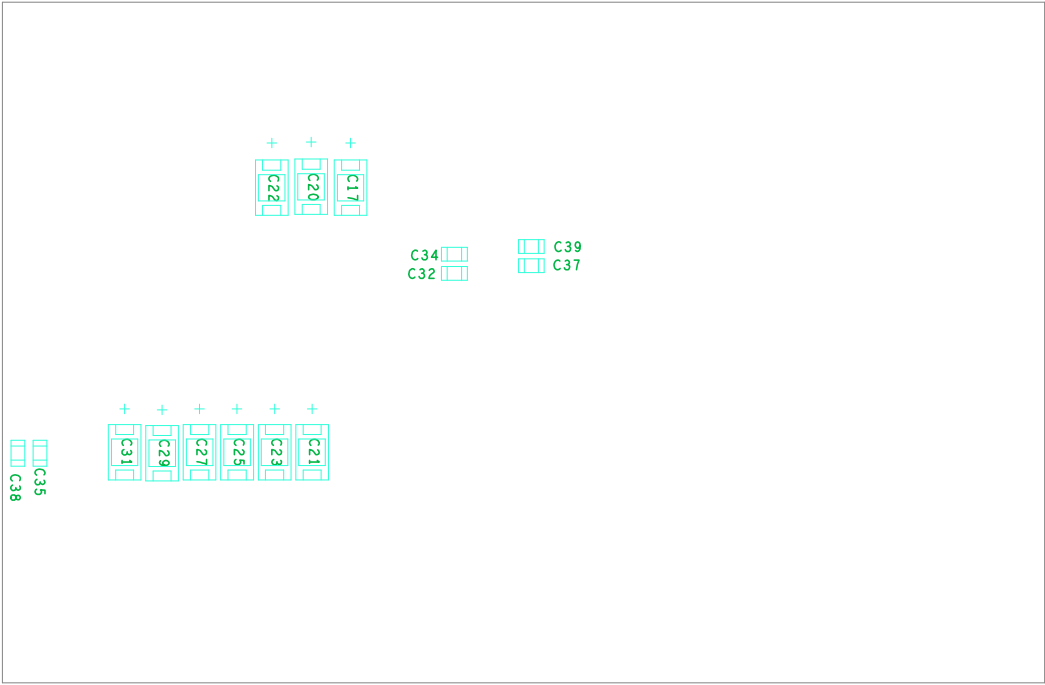 + + +
C22 C20 C17
C34 C39
C32 C37
+ + + + + +
C31 C29 C27 C25 C23 C21
C38 C35